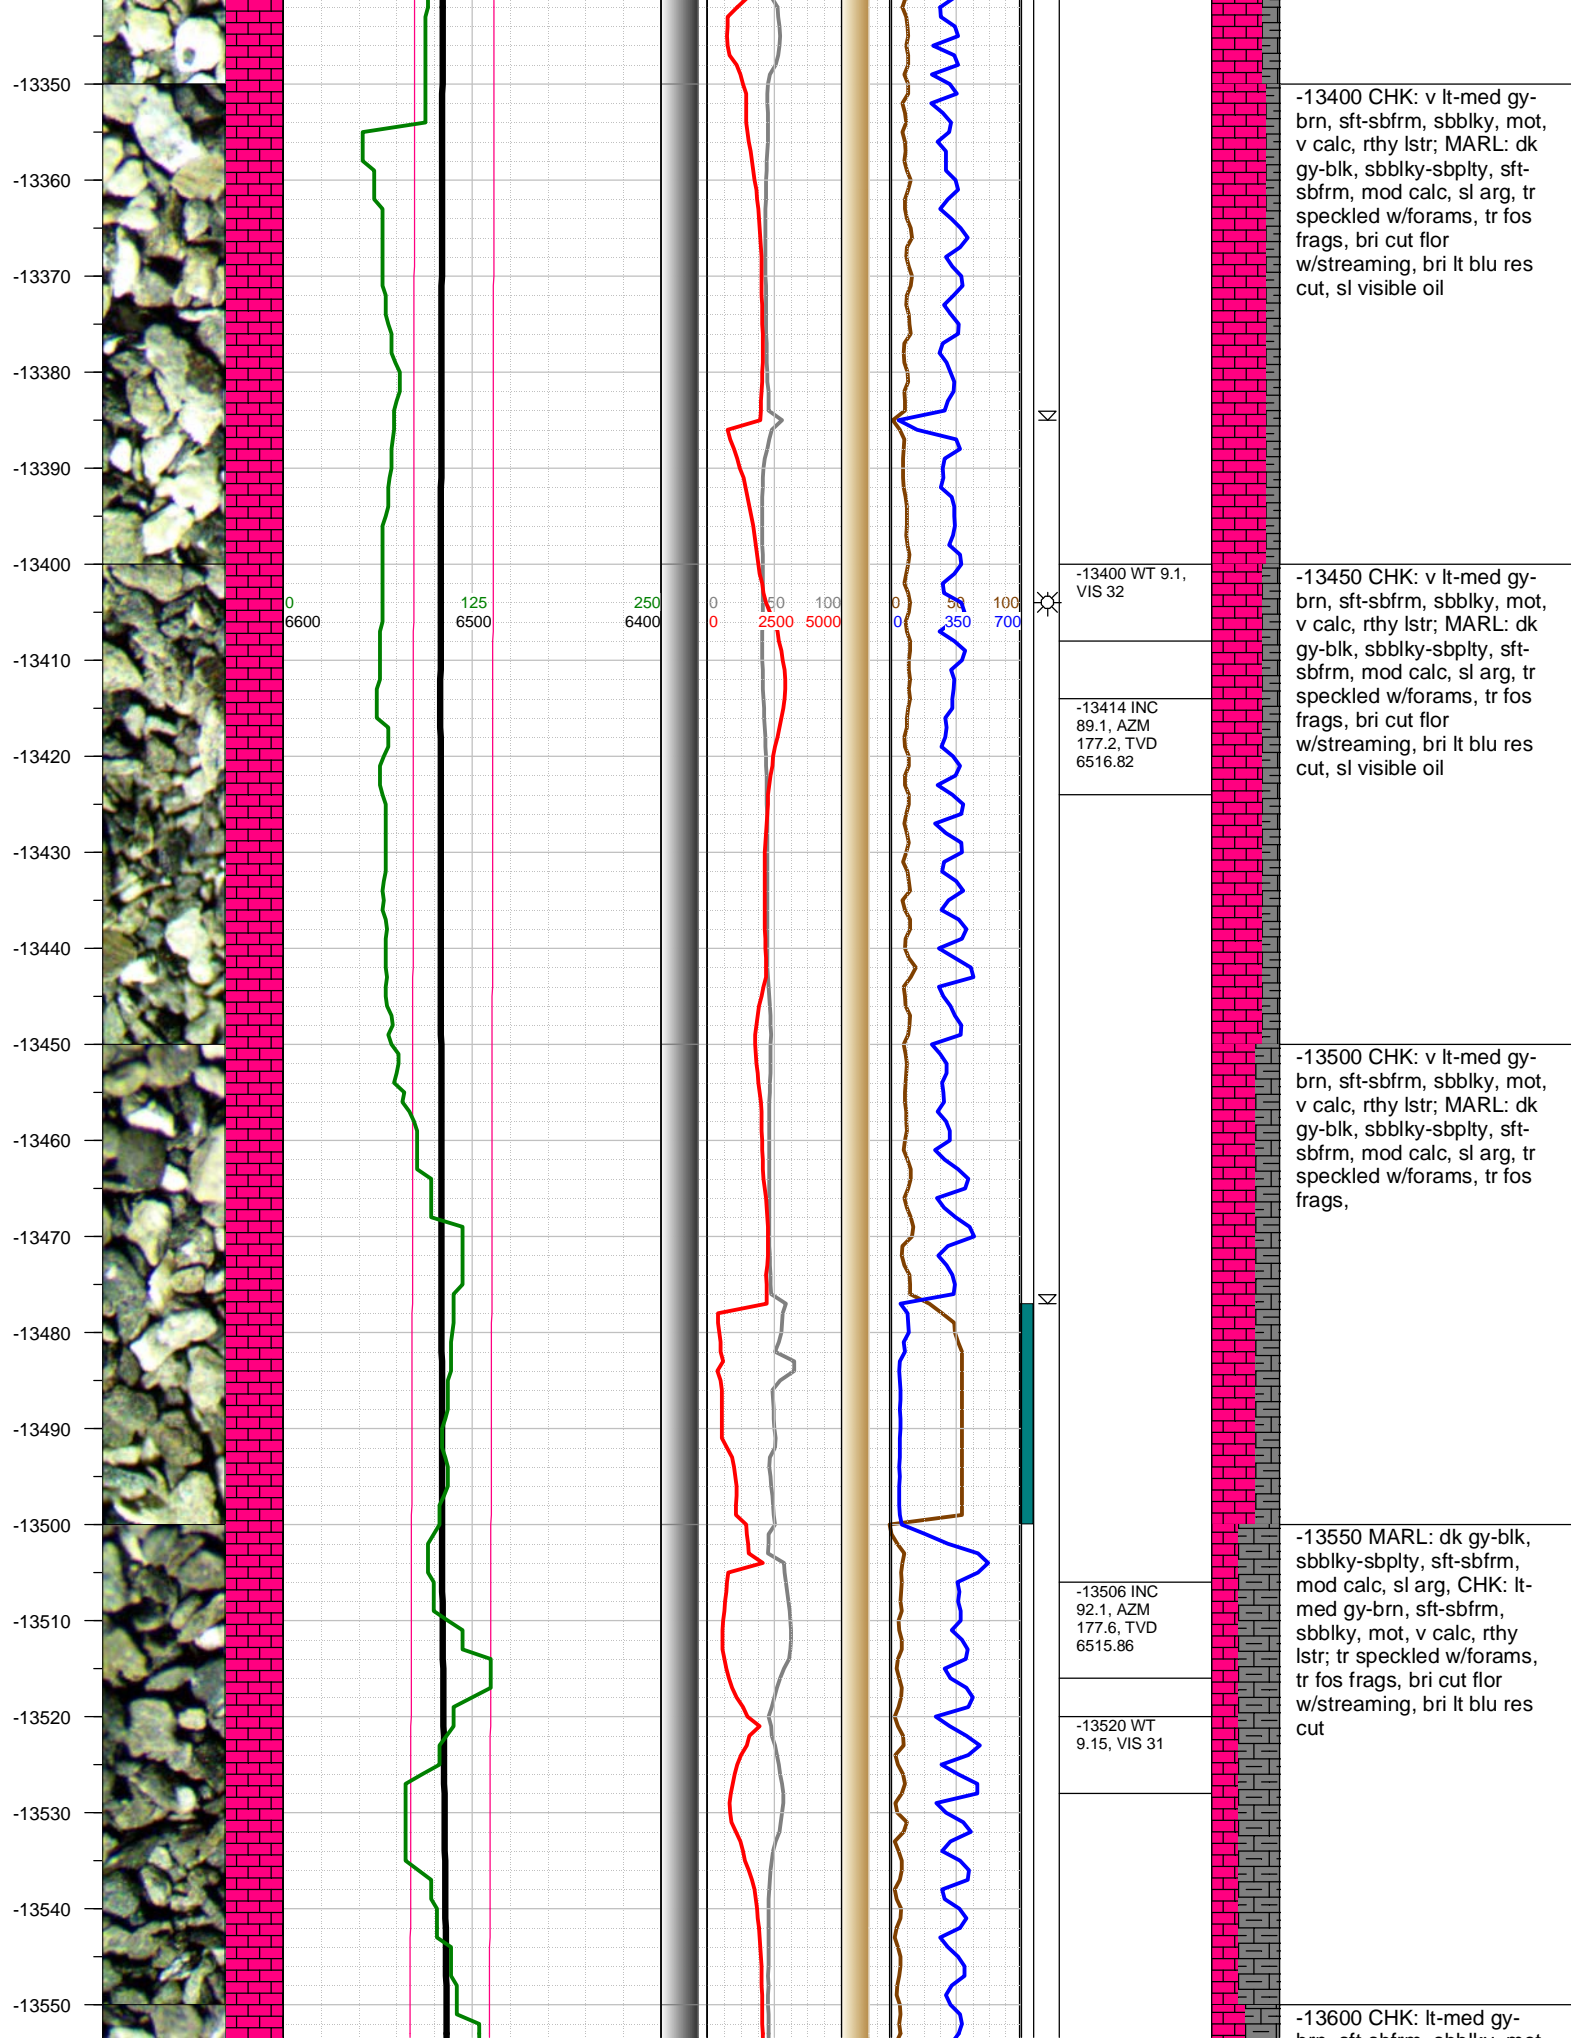 -13350
-13360
-13370
-13380
-13390
-13400
-13410
-13420
-13430
-13440
-13450
-13460
-13470
-13480
-13490
-13500
-13510
-13520
-13530
-13540
-13550
0 125 250
6600 6500 6400
0 50 100
0 2500 5000
0 50 100
0 350 700
-13400 WT 9.1,
VIS 32
-13414 INC
89.1, AZM
177.2, TVD
6516.82
-13506 INC
92.1, AZM
177.6, TVD
6515.86
-13520 WT
9.15, VIS 31
-13400 CHK: v lt-med gy-
brn, sft-sbfrm, sbblky, mot,
v calc, rthy lstr; MARL: dk
gy-blk, sbblky-sbplty, sft-
sbfrm, mod calc, sl arg, tr
speckled w/forams, tr fos
frags, bri cut flor
w/streaming, bri lt blu res
cut, sl visible oil
-13450 CHK: v lt-med gy-
brn, sft-sbfrm, sbblky, mot,
v calc, rthy lstr; MARL: dk
gy-blk, sbblky-sbplty, sft-
sbfrm, mod calc, sl arg, tr
speckled w/forams, tr fos
frags, bri cut flor
w/streaming, bri lt blu res
cut, sl visible oil
-13500 CHK: v lt-med gy-
brn, sft-sbfrm, sbblky, mot,
v calc, rthy lstr; MARL: dk
gy-blk, sbblky-sbplty, sft-
sbfrm, mod calc, sl arg, tr
speckled w/forams, tr fos
frags,
-13550 MARL: dk gy-blk,
sbblky-sbplty, sft-sbfrm,
mod calc, sl arg, CHK: lt-
med gy-brn, sft-sbfrm,
sbblky, mot, v calc, rthy
lstr; tr speckled w/forams,
tr fos frags, bri cut flor
w/streaming, bri lt blu res
cut
-13600 CHK: lt-med gy-